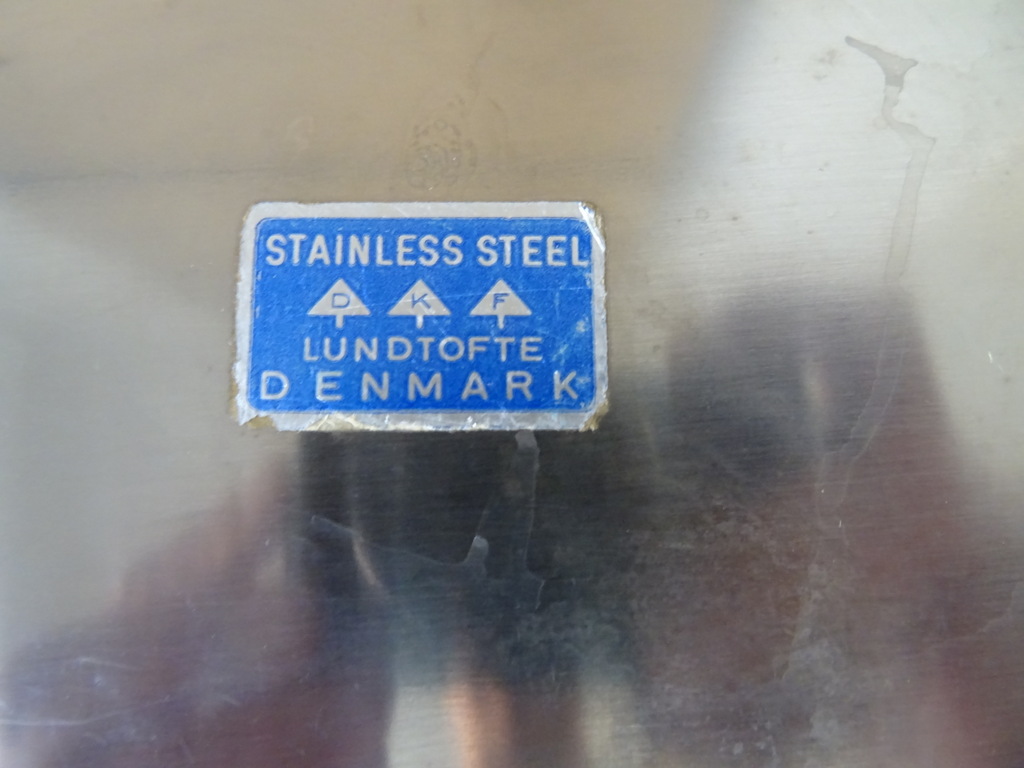 STAINLESS STEEL
D K F
LUNDTOFTE
DENMARK